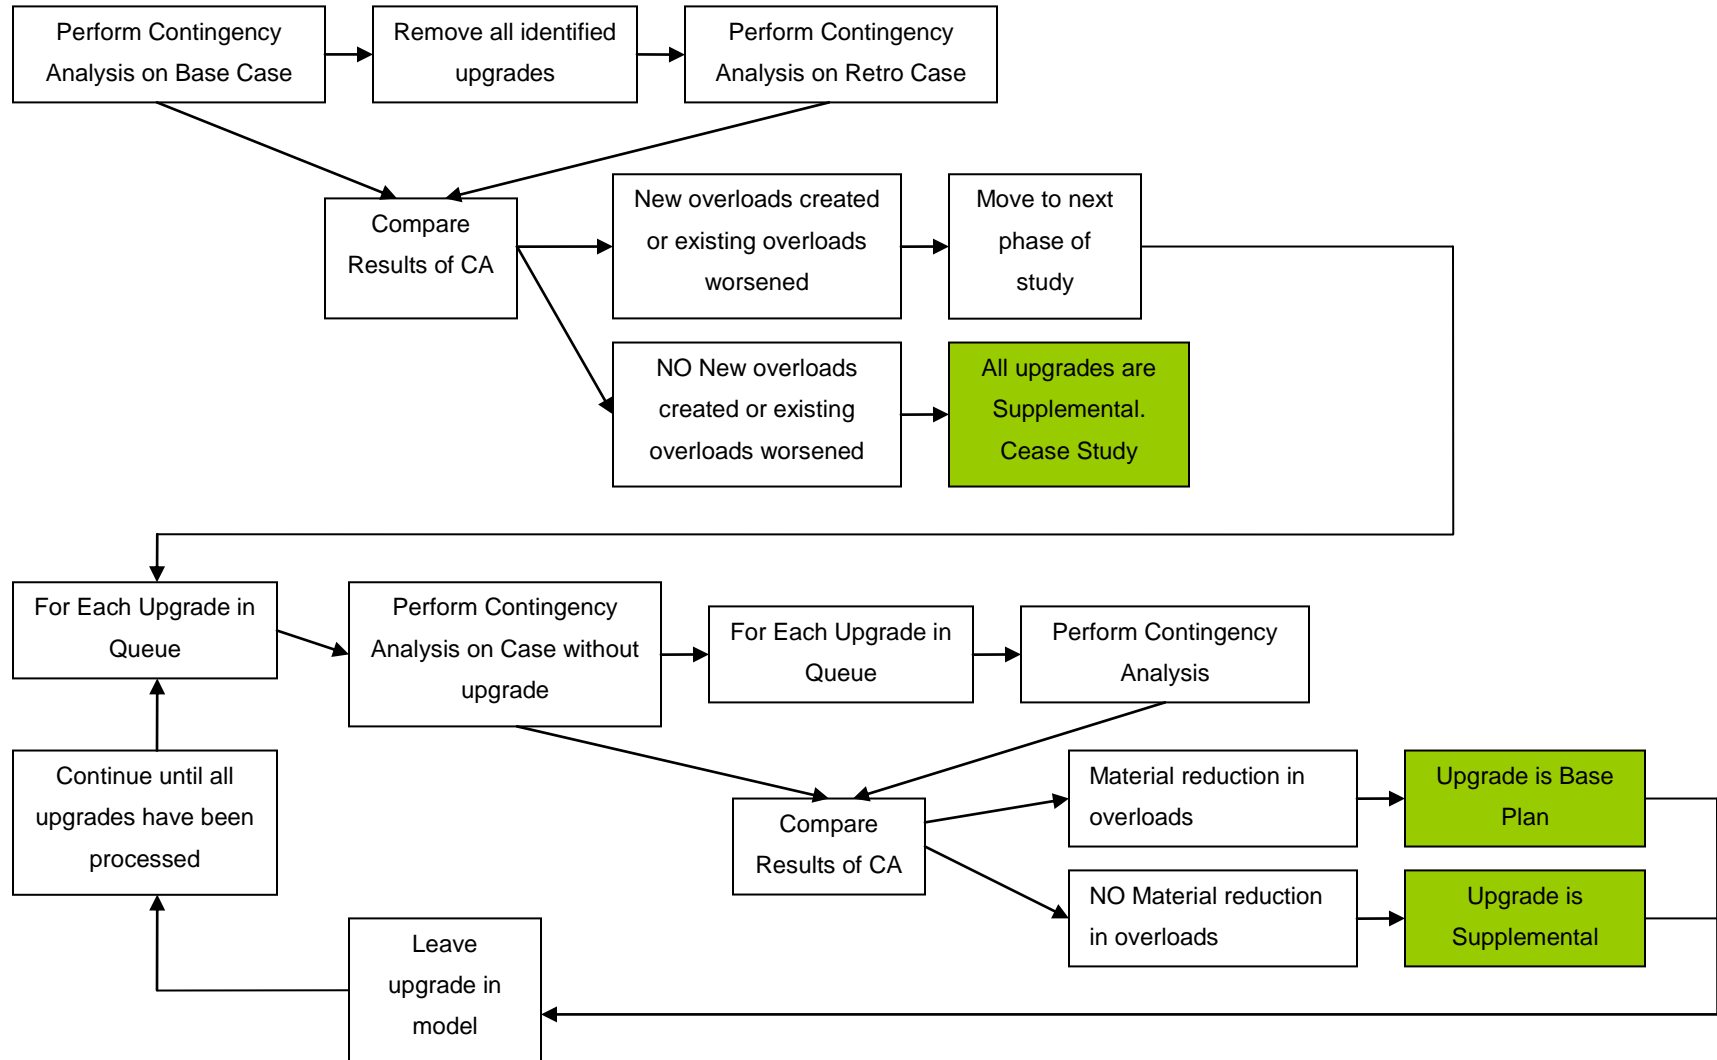 Perform Contingency
Analysis on Base Case
Remove all identified
upgrades
Perform Contingency
Analysis on Retro Case
Compare
Results of CA
New overloads created
or existing overloads
worsened
Move to next
phase of
study
NO New overloads
created or existing
overloads worsened
All upgrades are
Supplemental.
Cease Study
For Each Upgrade in
Queue
Perform Contingency
Analysis on Case without
upgrade
For Each Upgrade in
Queue
Perform Contingency
Analysis
Continue until all
upgrades have been
processed
Compare
Results of CA
Material reduction in
overloads
Upgrade is Base
Plan
NO Material reduction
in overloads
Upgrade is
Supplemental
Leave
upgrade in
model